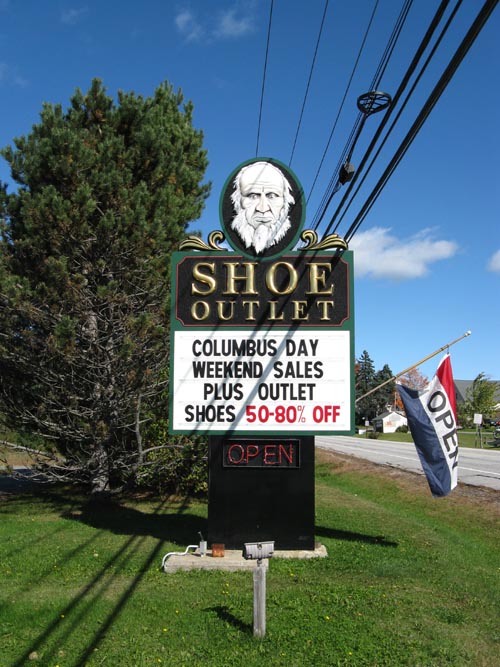 SHOE
OUTLET
COLUMBUS DAY
WEEKEND SALES
PLUS OUTLET
SHOES 50-80% OFF
OPEN
OPEN